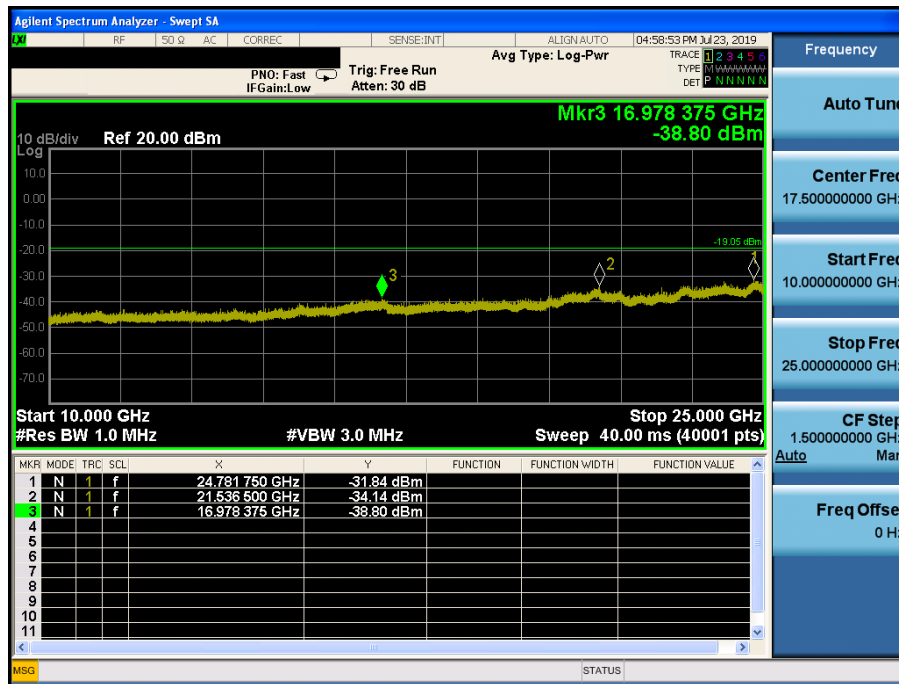 Agilent Spectrum Analyzer - Swept SA
LXI RF 50 Ω AC CORREC SENSE:INT ALIGNAUTO 04:58:53 PM Jul 23, 2019
Avg Type: Log-Pwr TRACE 1 2 3 4 5 6
PNO: Fast Trig: Free Run TYPE M WWWWW
IFGain:Low Atten: 30 dB DET P N N N N N
Mkr3 16.978 375 GHz
-38.80 dBm
10 dB/div Ref 20.00 dBm
Log
10.0
0.00
-10.0
-20.0
-19.05 dBm
-30.0
1
2
3
-40.0
-50.0
-60.0
-70.0
Start 10.000 GHz Stop 25.000 GHz
#Res BW 1.0 MHz #VBW 3.0 MHz Sweep 40.00 ms (40001 pts)
MKR MODE TRC SCL X Y FUNCTION FUNCTION WIDTH FUNCTION VALUE
1 N 1 f 24.781 750 GHz -31.84 dBm
2 N 1 f 21.536 500 GHz -34.14 dBm
3 N 1 f 16.978 375 GHz -38.80 dBm
4
5
6
7
8
9
10
11
MSG STATUS
Frequency
Auto Tune
Center Freq
17.500000000 GHz
Start Freq
10.000000000 GHz
Stop Freq
25.000000000 GHz
CF Step
1.500000000 GHz
Auto Man
Freq Offset
0 Hz